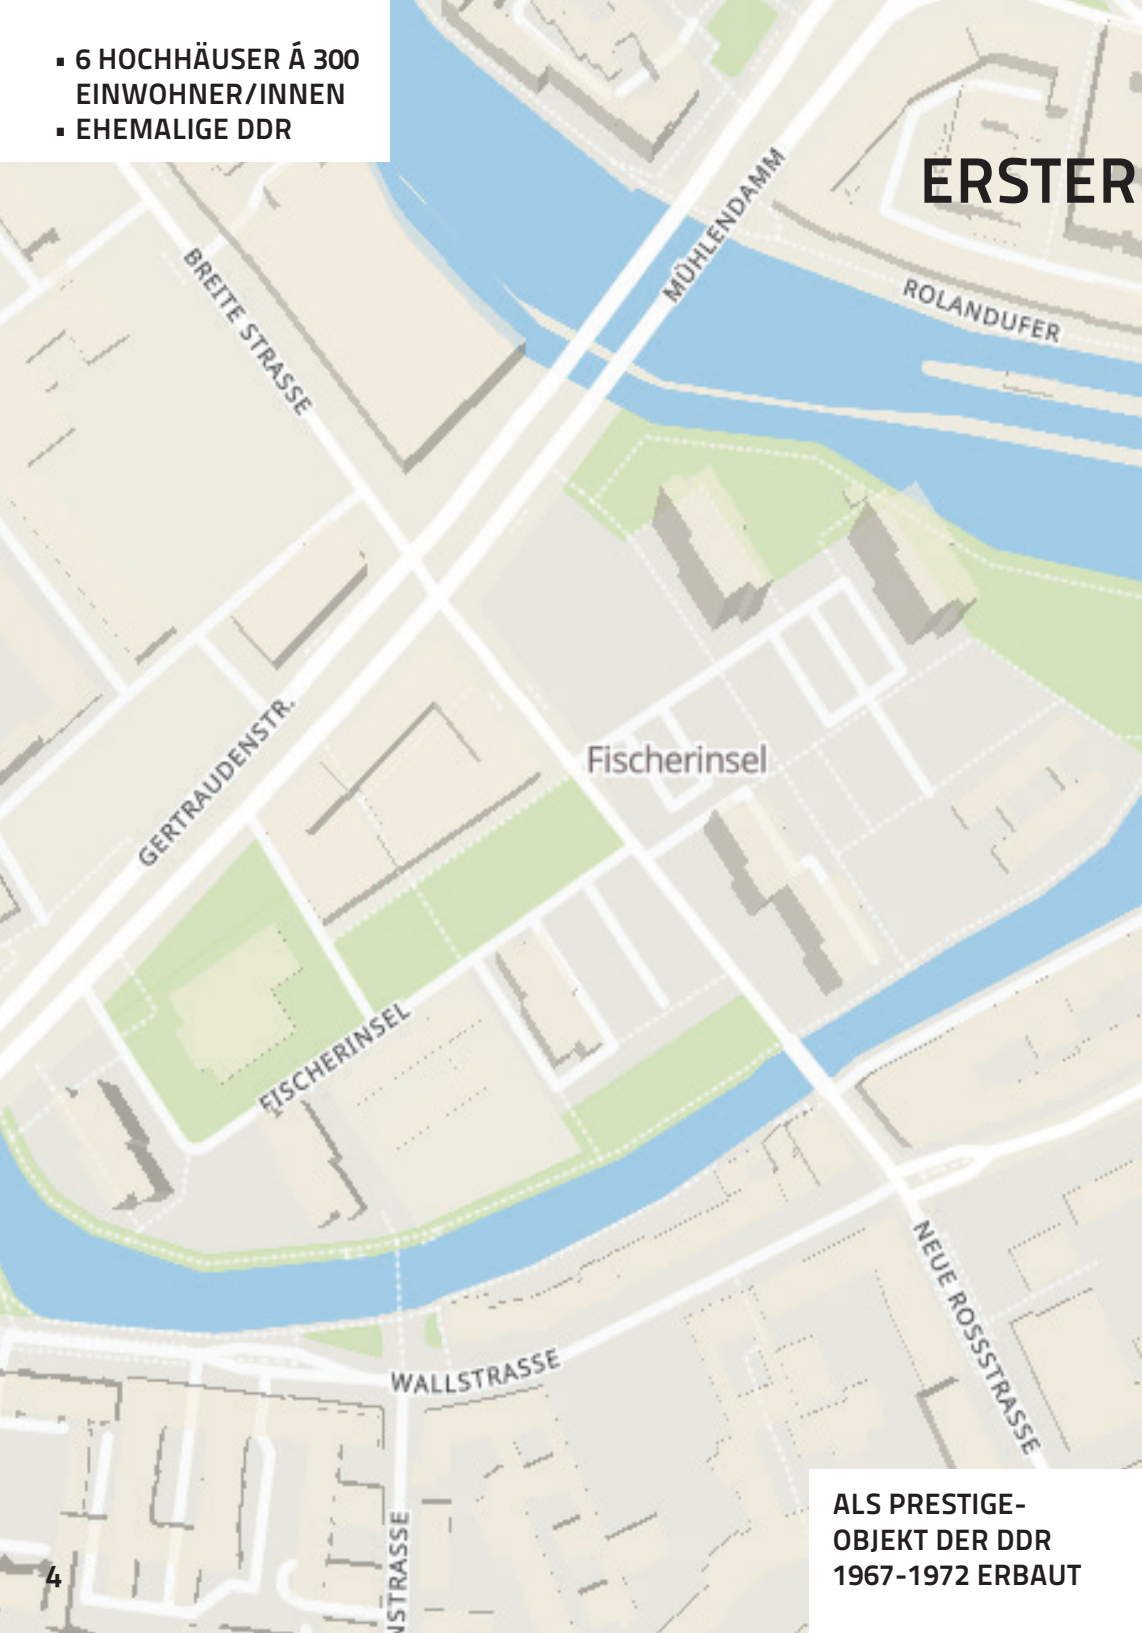 ▪ 6 HOCHHÄUSER Á 300
EINWOHNER/INNEN
▪ EHEMALIGE DDR
ERSTER
MÜHLENDAMM
BREITE STRASSE
ROLANDUFER
GERTRAUDENSTR.
Fischerinsel
FISCHERINSEL
NEUE ROSSSTRASSE
WALLSTRASSE
NSTRASSE
ALS PRESTIGE-
OBJEKT DER DDR
1967-1972 ERBAUT
4